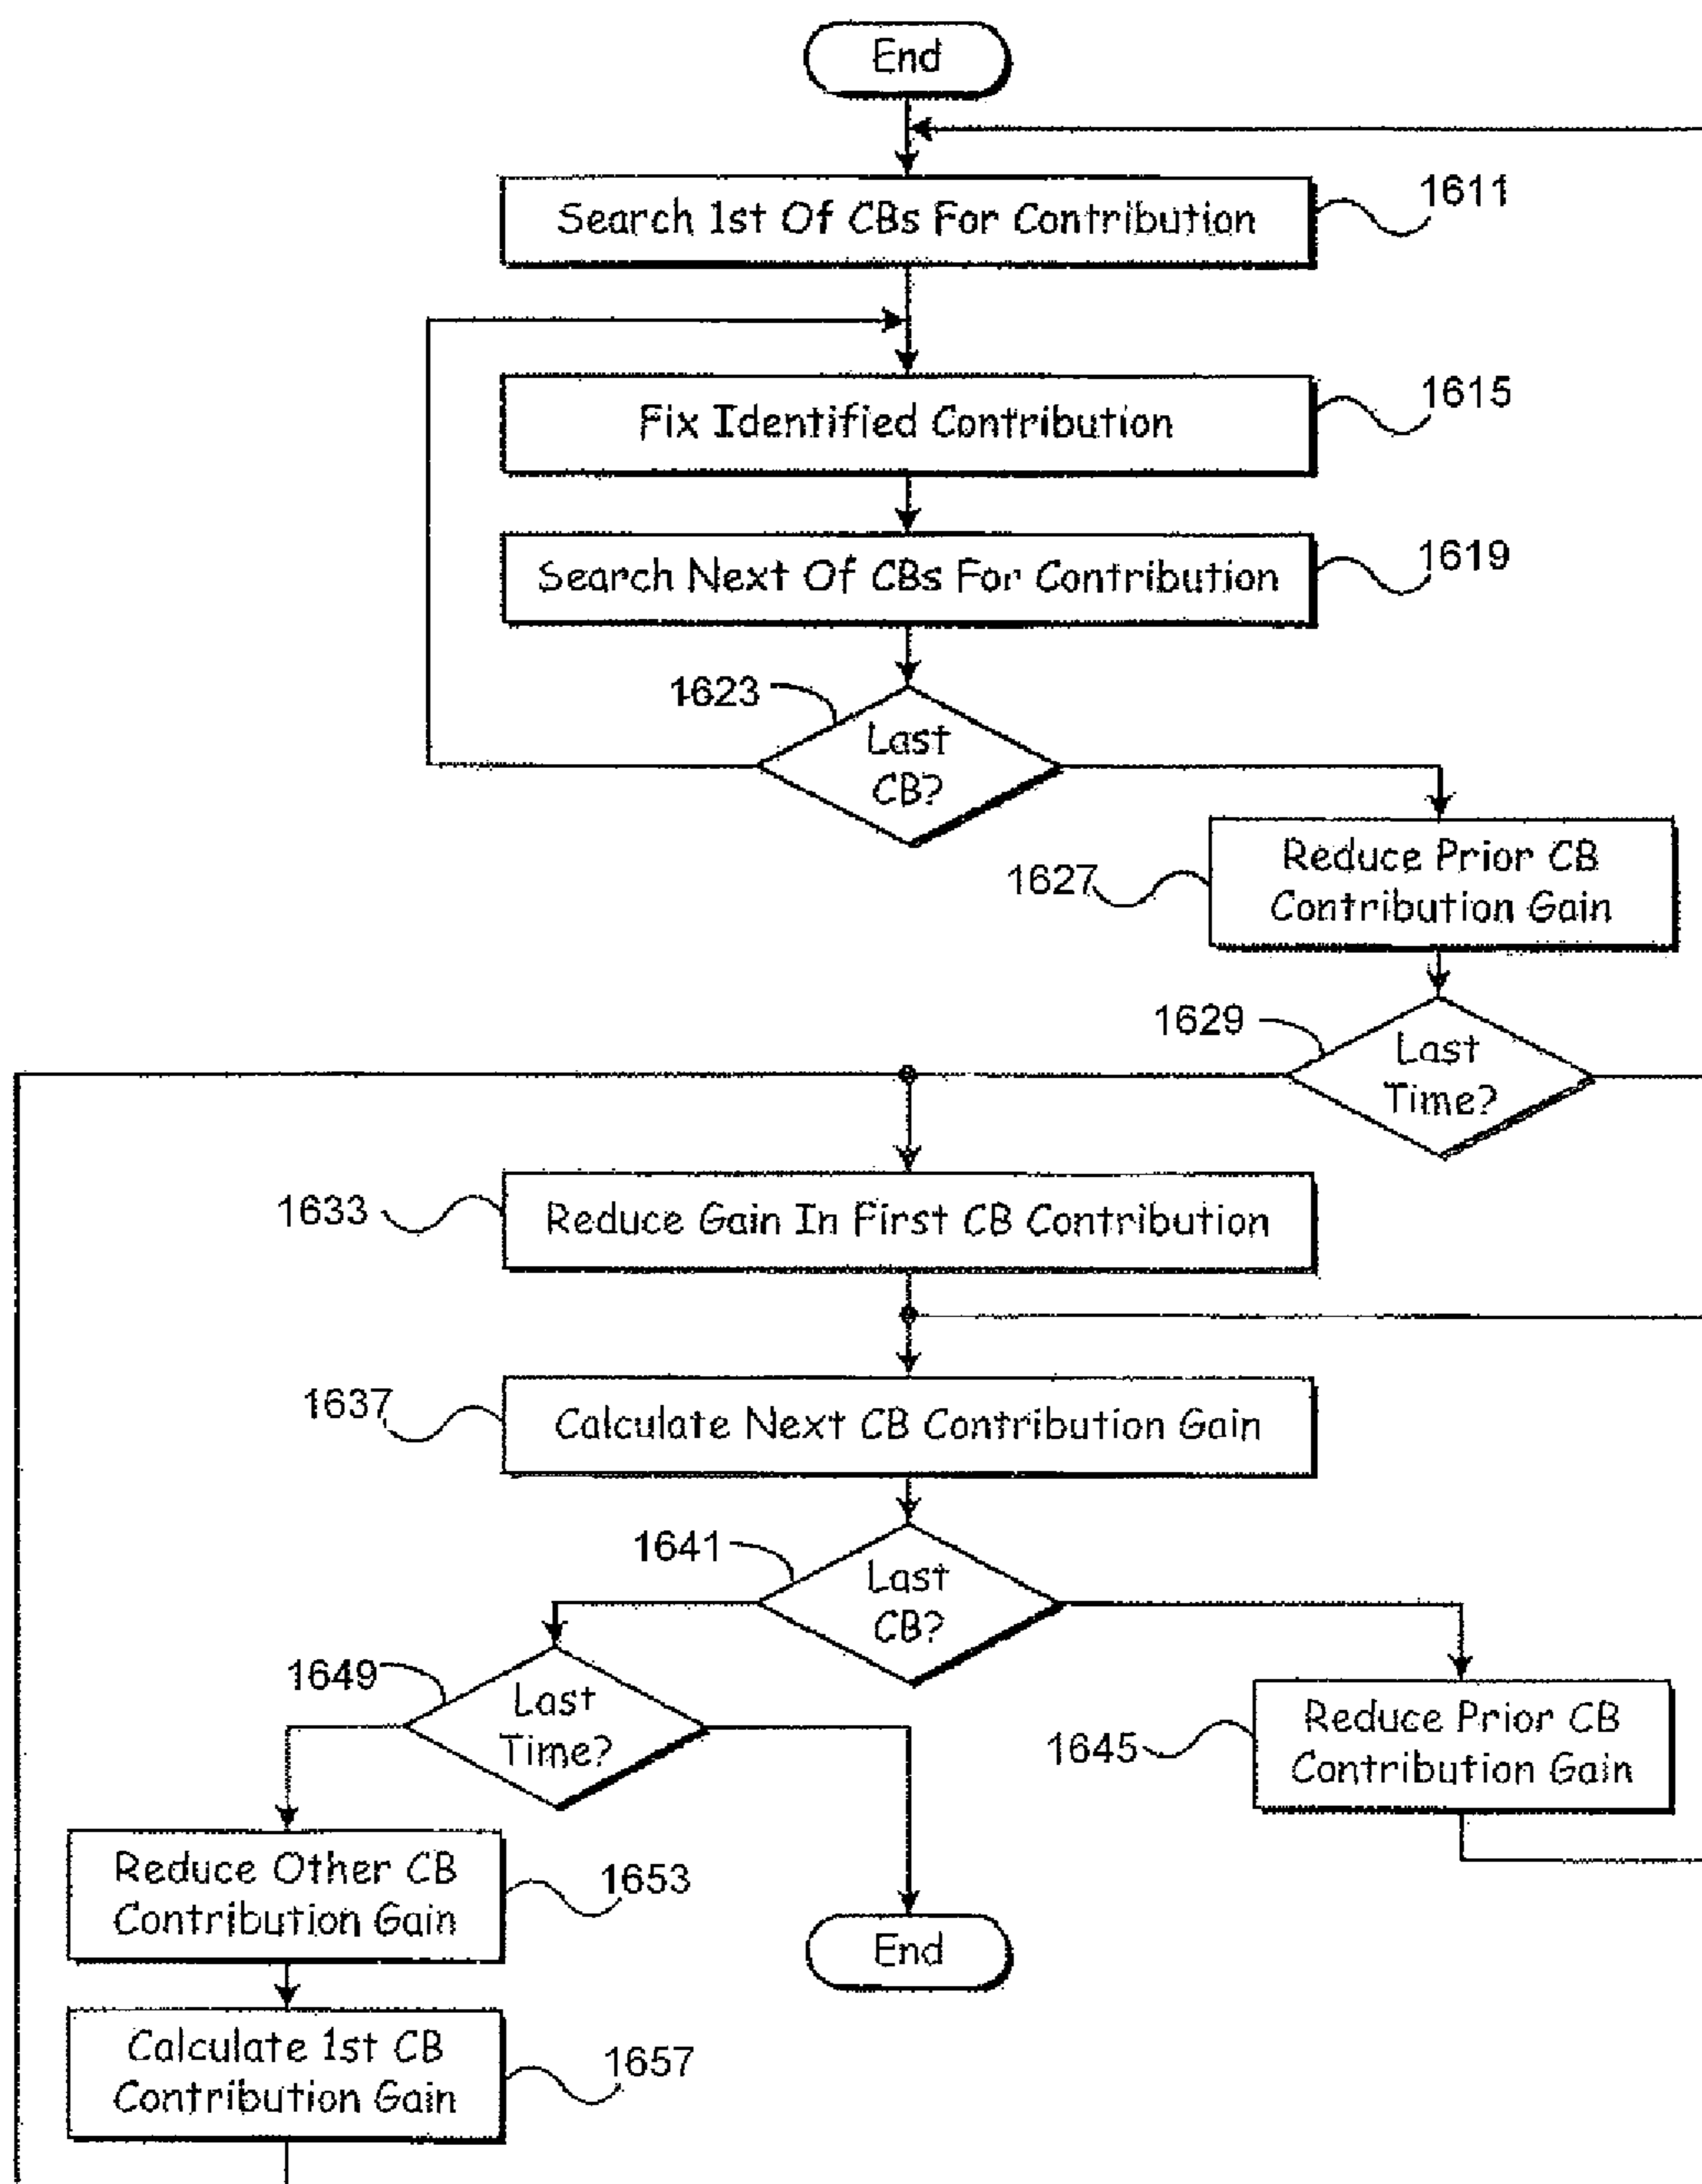 End
Search 1st Of CBs For Contribution
1611
Fix Identified Contribution
1615
Search Next Of CBs For Contribution
1619
1623
Last
CB?
Reduce Prior CB
Contribution Gain
1627
1629
Last
Time?
1633
Reduce Gain In First CB Contribution
1637
Calculate Next CB Contribution Gain
1641
Last
CB?
1649
Last
Time?
Reduce Prior CB
Contribution Gain
1645
Reduce Other CB
Contribution Gain
1653
End
Calculate 1st CB
Contribution Gain
1657